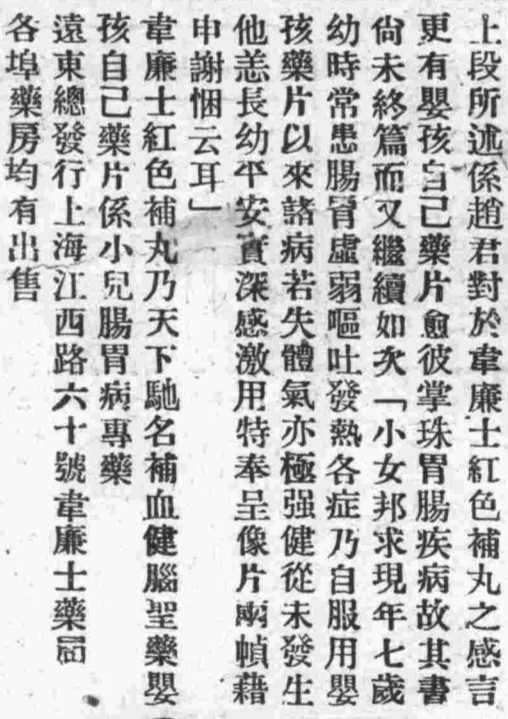 上段所述係趙君對於韋廉士紅色補丸之感言
更有嬰孩自己藥片愈彼掌珠胃腸疾病故其書
尙未終篇而又繼續如次「小女邦求現年七歲
幼時常患腸胃虛弱嘔吐發熱各症乃自服用嬰
孩藥片以來諸病若失體氣亦極强健從未發生
他恙長幼平安實深感激用特奉呈像片兩幀藉
申謝悃云耳」
韋廉士紅色補丸乃天下馳名補血健腦聖藥嬰
孩自己藥片係小兒腸胃病專藥
遠東總發行上海江西路六十號韋廉士藥局
各埠藥房均有出售